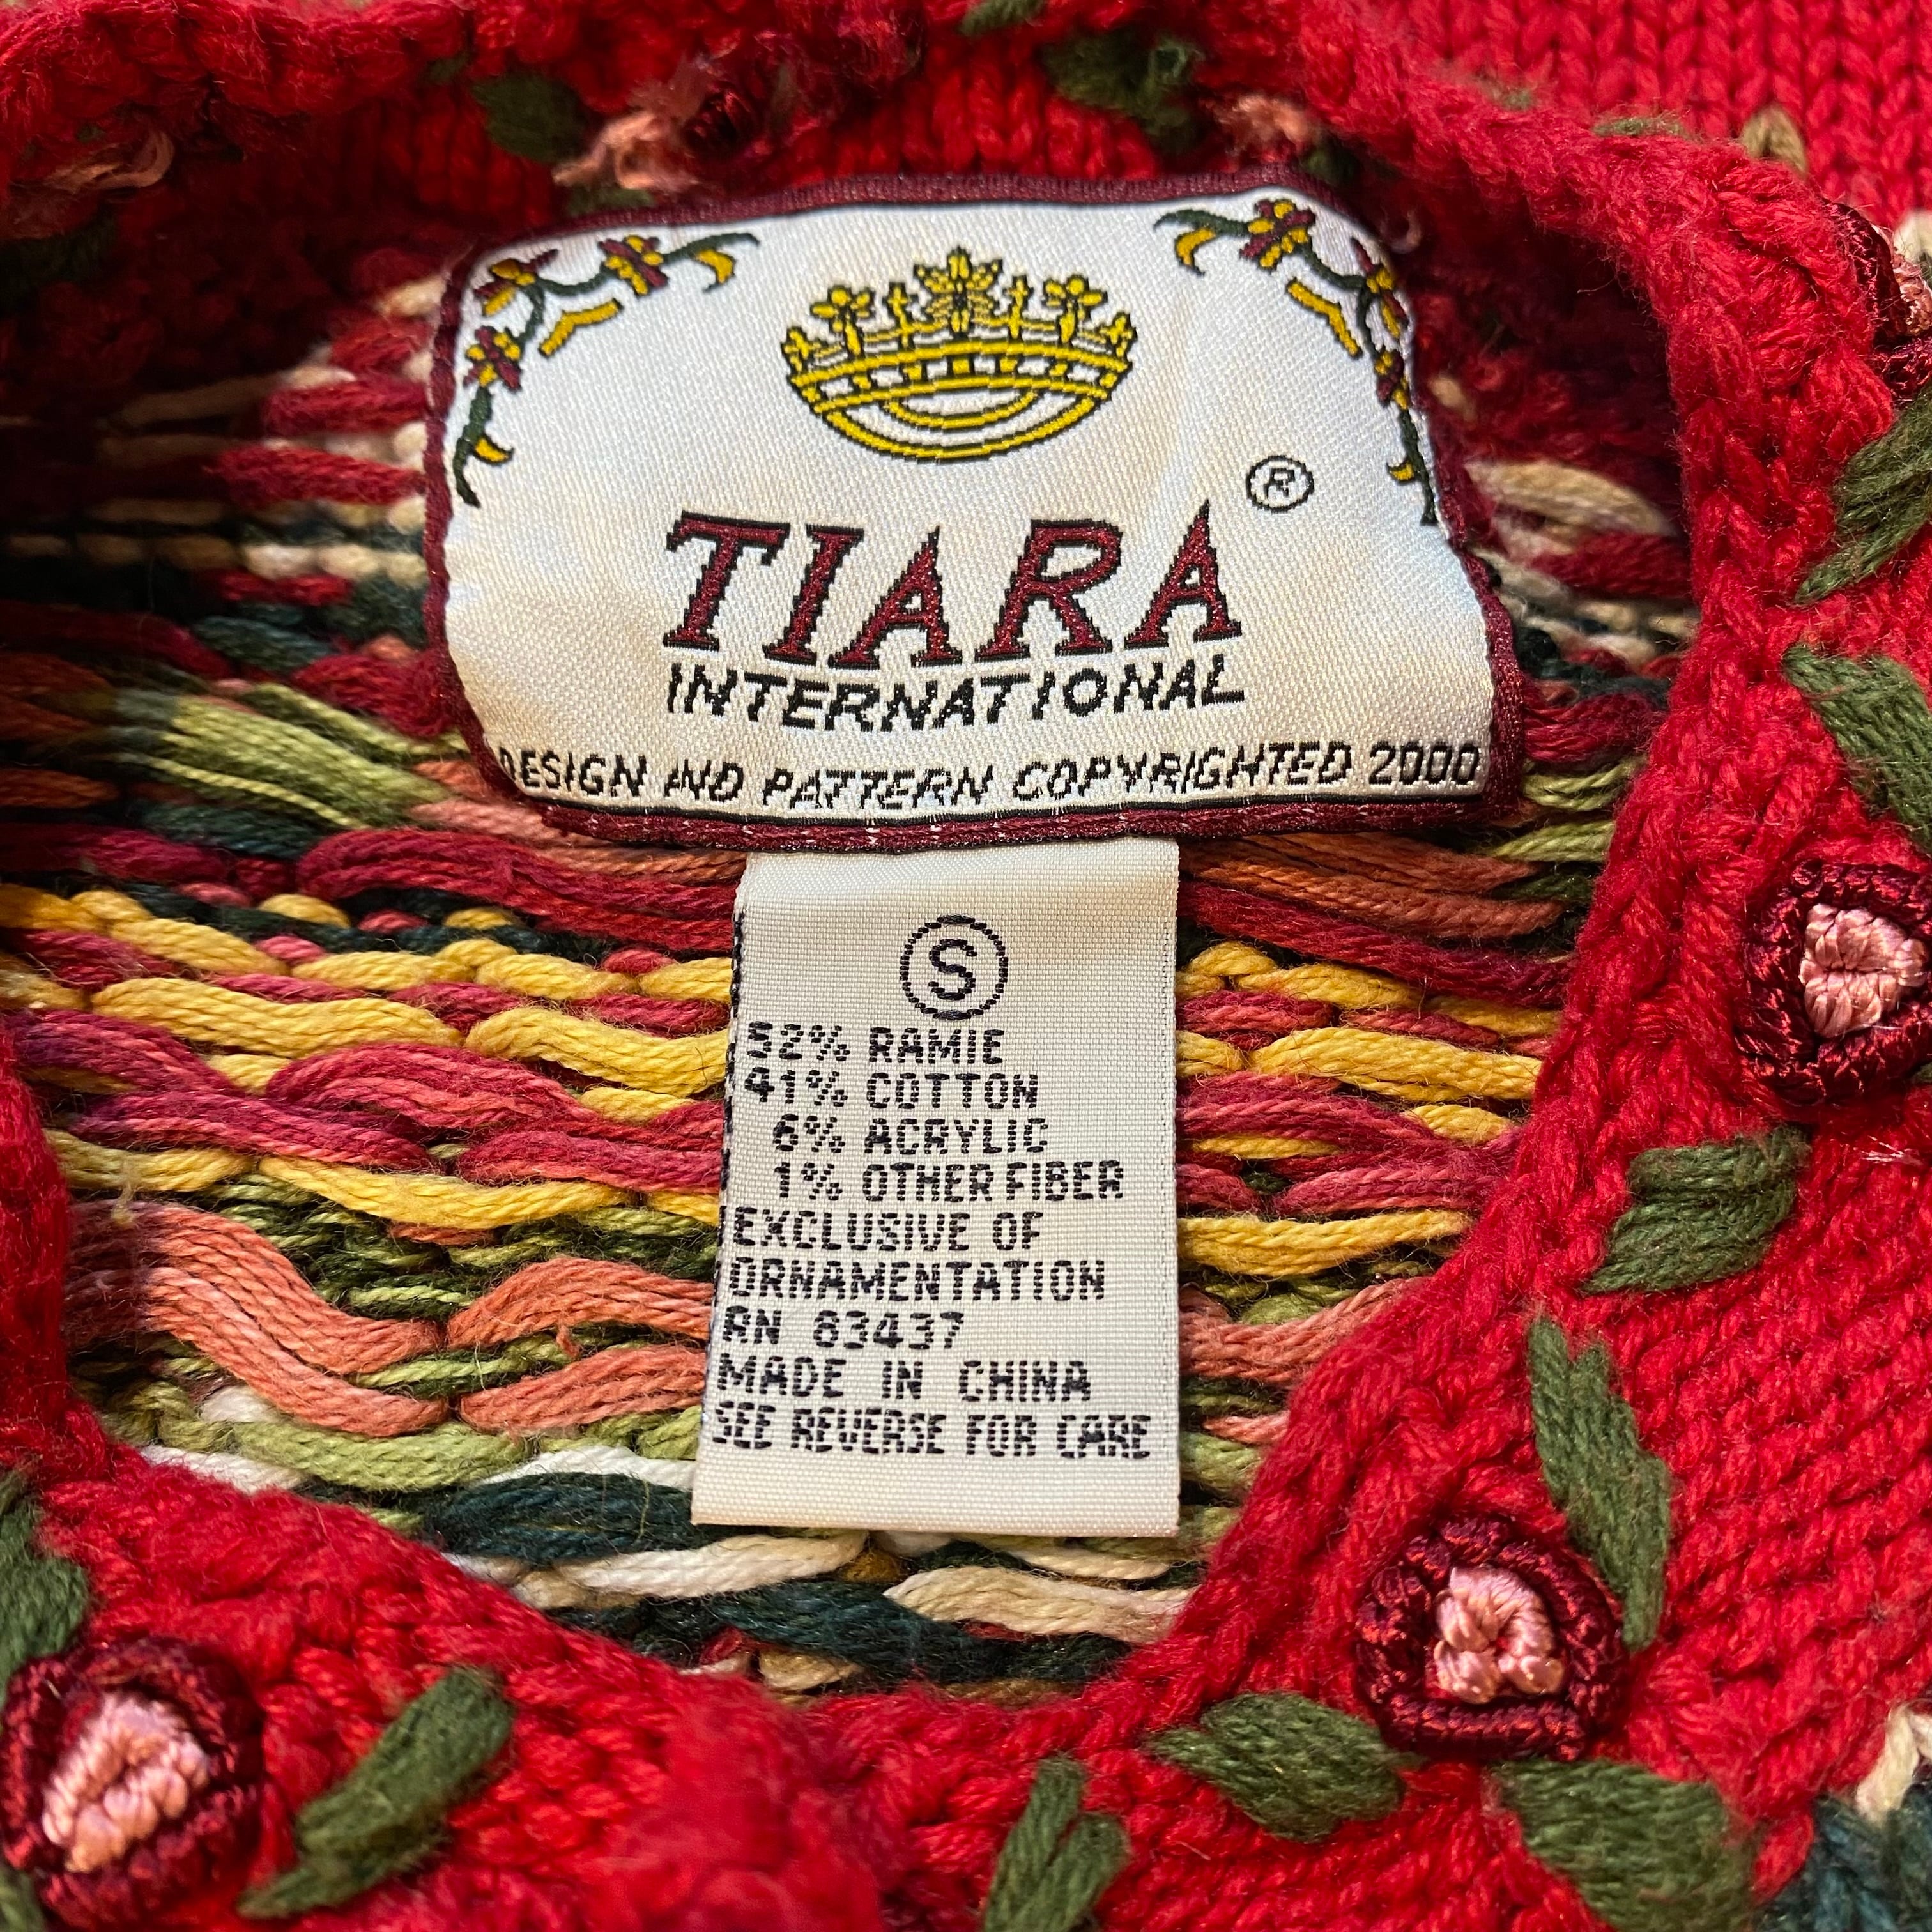 ®
TIARA
INTERNATIONAL
DESIGN AND PATTERN COPYRIGHTED 2000
S
52% RAMIE
41% COTTON
6% ACRYLIC
1% OTHER FIBER
EXCLUSIVE OF
ORNAMENTATION
RN 63437
MADE IN CHINA
SEE REVERSE FOR CARE